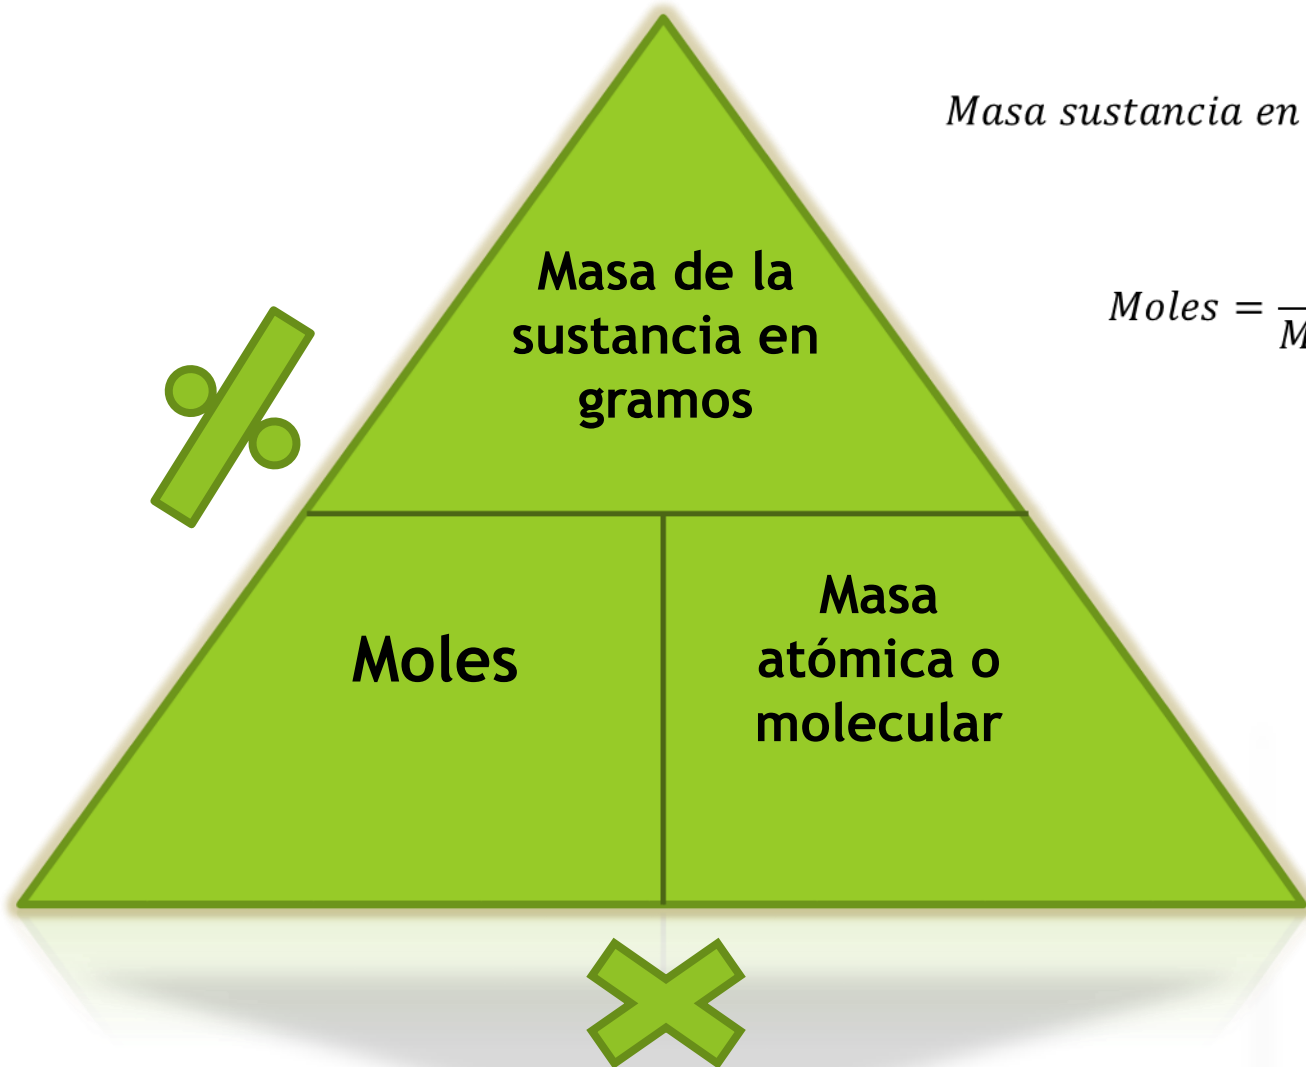 Masa sustancia en
Masa de la
sustancia en
gramos
Moles =
M
Moles
Masa
atómica o
molecular